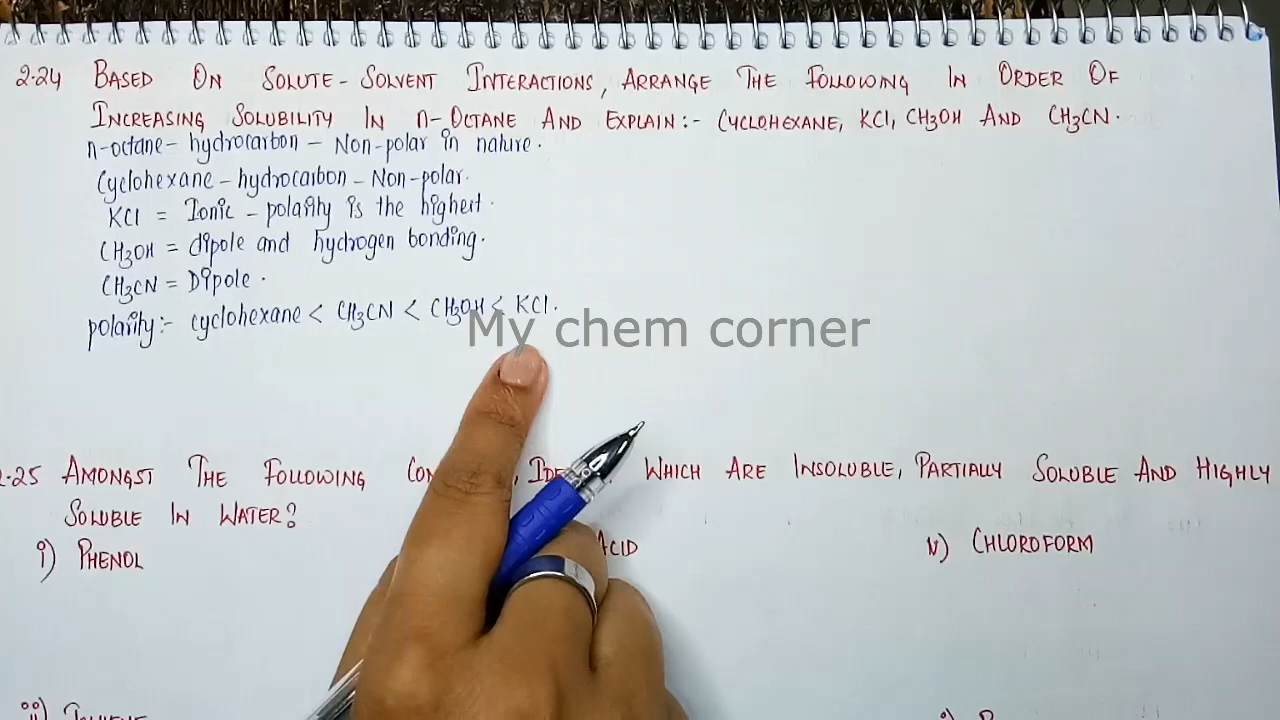 2.24 BASED ON SOLUTE-SOLVENT INTERACTIONS, ARRANGE THE FOLLOWING IN ORDER OF
INCREASING SOLUBILITY IN n-OCTANE AND EXPLAIN:- CYCLOHEXANE, KCl, CH3OH AND CH3CN.
n-octane - hydrocarbon - Non-polar in nature.
Cyclohexane - hydrocarbon - Non-polar.
KCl = Ionic - polarity is the highest.
CH3OH = dipole and hydrogen bonding.
CH3CN = Dipole.
polarity:- cyclohexane < CH3CN < CH3OH < KCl.
My chem corner
2.25 AMONGST THE FOLLOWING , WHICH ARE INSOLUBLE, PARTIALLY SOLUBLE AND HIGHLY
SOLUBLE IN WATER?
i) PHENOL ACID v) CHLOROFORM
ii) TOLUENE